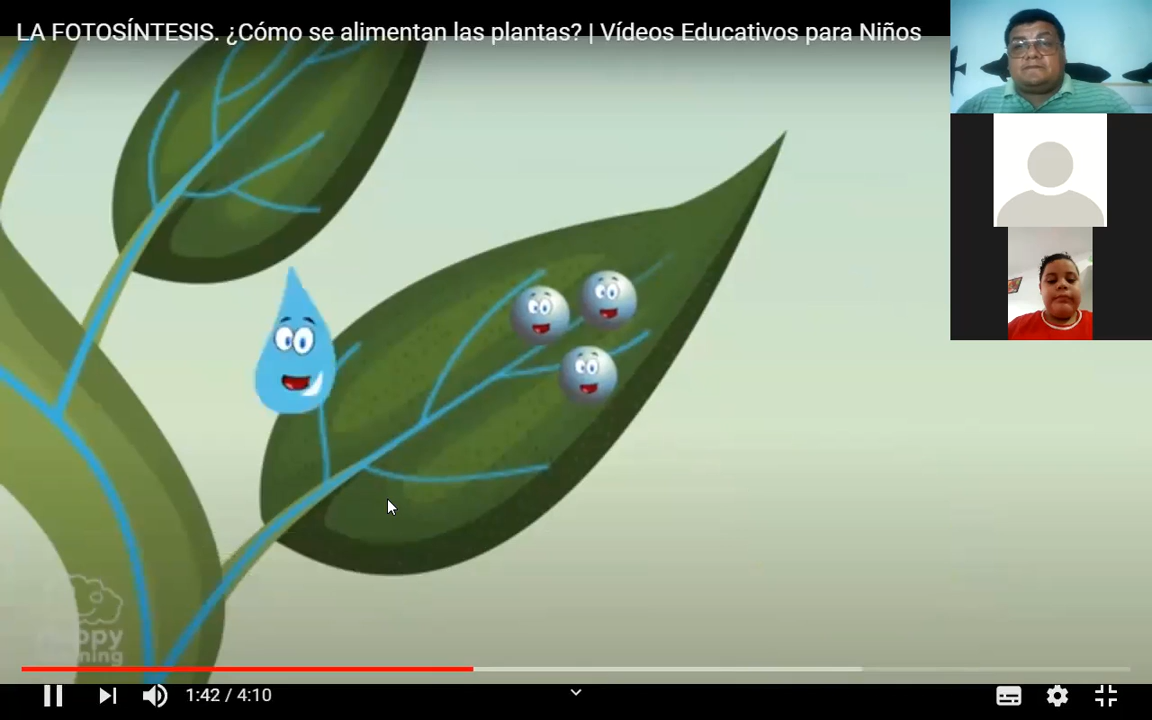 LA FOTOSÍNTESIS. ¿Cómo se alimentan las plantas? | Vídeos Educativos para Niños
1:42 / 4:10